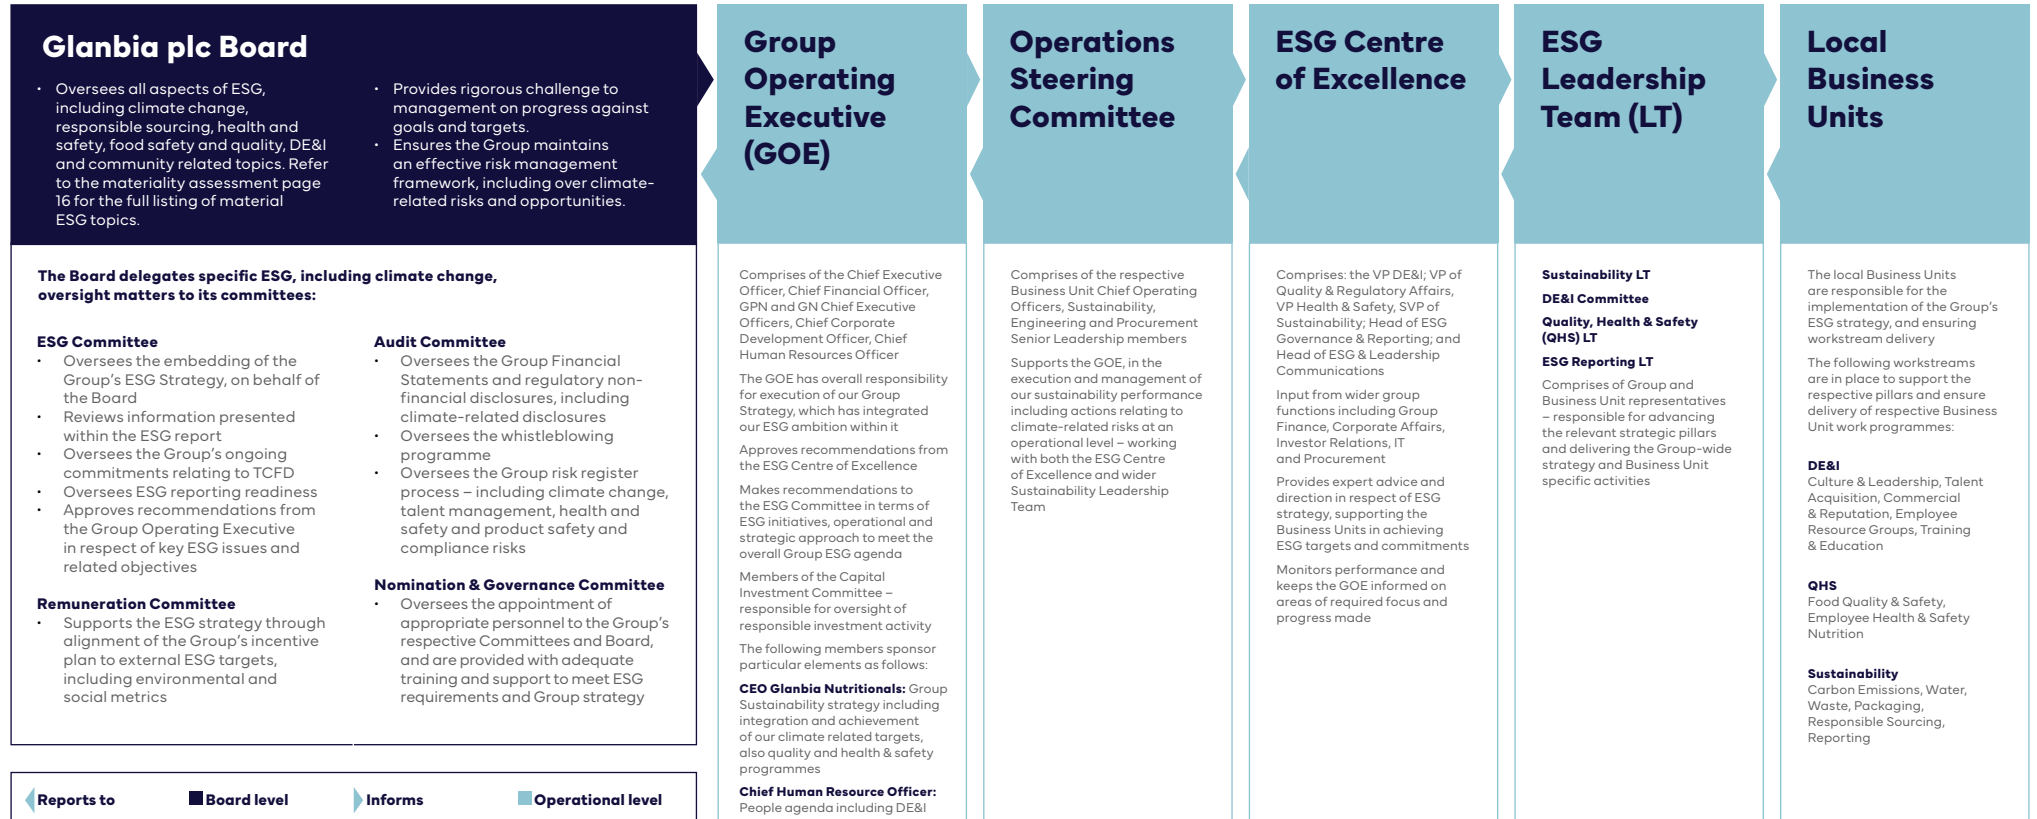 Glanbia plc Board
• Oversees all aspects of ESG,
including climate change,
responsible sourcing, health and
safety, food safety and quality, DE&I
and community related topics. Refer
to the materiality assessment page
16 for the full listing of material
ESG topics.
• Provides rigorous challenge to
management on progress against
goals and targets.
• Ensures the Group maintains
an effective risk management
framework, including over climate-
related risks and opportunities.
The Board delegates specific ESG, including climate change,
oversight matters to its committees:
ESG Committee
• Oversees the embedding of the
Group's ESG Strategy, on behalf of
the Board
• Reviews information presented
within the ESG report
• Oversees the Group's ongoing
commitments relating to TCFD
• Oversees ESG reporting readiness
• Approves recommendations from
the Group Operating Executive
in respect of key ESG issues and
related objectives
Remuneration Committee
• Supports the ESG strategy through
alignment of the Group's incentive
plan to external ESG targets,
including environmental and
social metrics
Audit Committee
• Oversees the Group Financial
Statements and regulatory non-
financial disclosures, including
climate-related disclosures
• Oversees the whistleblowing
programme
• Oversees the Group risk register
process – including climate change,
talent management, health and
safety and product safety and
compliance risks
Nomination & Governance Committee
• Oversees the appointment of
appropriate personnel to the Group's
respective Committees and Board,
and are provided with adequate
training and support to meet ESG
requirements and Group strategy
Reports to
Board level
Informs
Operational level
Group
Operating
Executive
(GOE)
Comprises of the Chief Executive
Officer, Chief Financial Officer,
GPN and GN Chief Executive
Officers, Chief Corporate
Development Officer, Chief
Human Resources Officer
The GOE has overall responsibility
for execution of our Group
Strategy, which has integrated
our ESG ambition within it
Approves recommendations from
the ESG Centre of Excellence
Makes recommendations to
the ESG Committee in terms of
ESG initiatives, operational and
strategic approach to meet the
overall Group ESG agenda
Members of the Capital
Investment Committee –
responsible for oversight of
responsible investment activity
The following members sponsor
particular elements as follows:
CEO Glanbia Nutritionals: Group
Sustainability strategy including
integration and achievement
of our climate related targets,
also quality and health & safety
programmes
Chief Human Resource Officer:
People agenda including DE&I
Operations
Steering
Committee
Comprises of the respective
Business Unit Chief Operating
Officers, Sustainability,
Engineering and Procurement
Senior Leadership members
Supports the GOE, in the
execution and management of
our sustainability performance
including actions relating to
climate-related risks at an
operational level – working
with both the ESG Centre
of Excellence and wider
Sustainability Leadership
Team
ESG Centre
of Excellence
Comprises: the VP DE&I; VP of
Quality & Regulatory Affairs,
VP Health & Safety, SVP of
Sustainability; Head of ESG
Governance & Reporting; and
Head of ESG & Leadership
Communications
Input from wider group
functions including Group
Finance, Corporate Affairs,
Investor Relations, IT
and Procurement
Provides expert advice and
direction in respect of ESG
strategy, supporting the
Business Units in achieving
ESG targets and commitments
Monitors performance and
keeps the GOE informed on
areas of required focus and
progress made
ESG
Leadership
Team (LT)
Sustainability LT
DE&I Committee
Quality, Health & Safety
(QHS) LT
ESG Reporting LT
Comprises of Group and
Business Unit representatives
– responsible for advancing
the relevant strategic pillars
and delivering the Group-wide
strategy and Business Unit
specific activities
Local
Business
Units
The local Business Units
are responsible for the
implementation of the Group's
ESG strategy, and ensuring
workstream delivery
The following workstreams
are in place to support the
respective pillars and ensure
delivery of respective Business
Unit work programmes:
DE&I
Culture & Leadership, Talent
Acquisition, Commercial
& Reputation, Employee
Resource Groups, Training
& Education
QHS
Food Quality & Safety,
Employee Health & Safety
Nutrition
Sustainability
Carbon Emissions, Water,
Waste, Packaging,
Responsible Sourcing,
Reporting